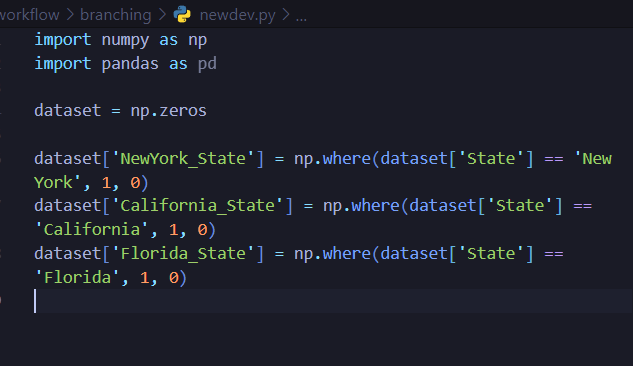 workflow > branching > newdev.py > ...
import numpy as np
import pandas as pd
dataset = np.zeros
dataset['NewYork_State'] = np.where(dataset['State'] == 'New
York', 1, 0)
dataset['California_State'] = np.where(dataset['State'] ==
'California', 1, 0)
dataset['Florida_State'] = np.where(dataset['State'] ==
'Florida', 1, 0)